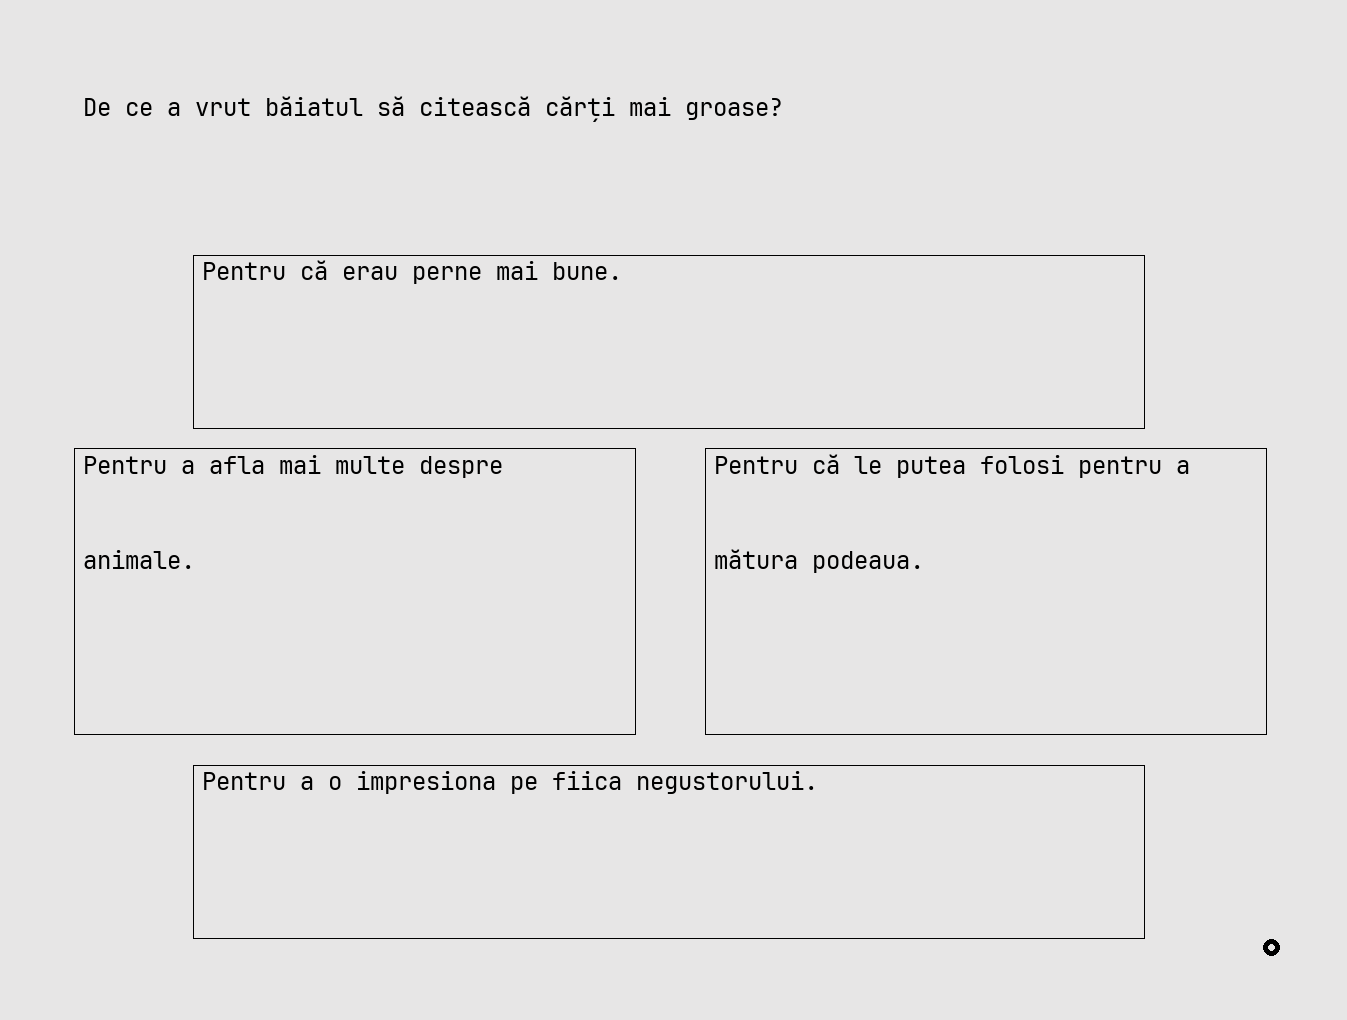 De ce a vrut băiatul să citească cărți mai groase?
Pentru că erau perne mai bune.
Pentru a afla mai multe despre
animale.
Pentru că le putea folosi pentru a
mătura podeaua.
Pentru a o impresiona pe fiica negustorului.